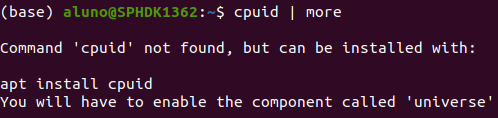 (base) aluno@SPHDK1362:~$ cpuid | more
Command 'cpuid' not found, but can be installed with:
apt install cpuid
You will have to enable the component called 'universe'